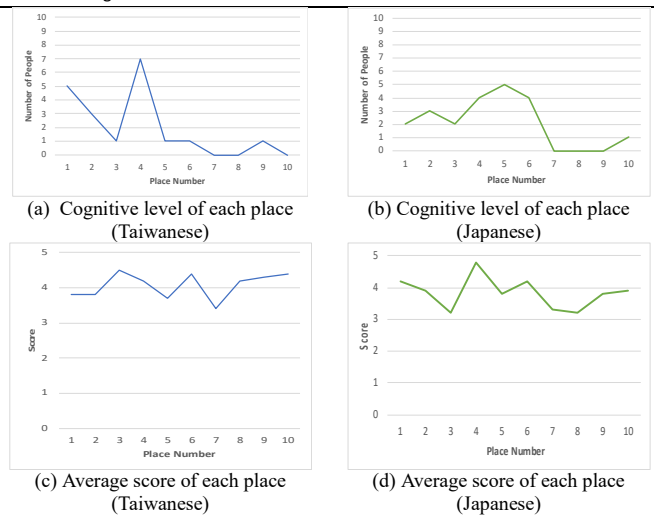 10
9
8
7
6
5
4
3
2
1
0
Number of People
1 2 3 4 5 6 7 8 9 10
Place Number
(a) Cognitive level of each place
(Taiwanese)
10
9
8
7
6
5
4
3
2
1
0
Number of People
1 2 3 4 5 6 7 8 9 10
Place Number
(b) Cognitive level of each place
(Japanese)
5
4
3
2
1
0
Score
1 2 3 4 5 6 7 8 9 10
Place Number
(c) Average score of each place
(Taiwanese)
5
4
3
2
1
0
Score
1 2 3 4 5 6 7 8 9 10
Place Number
(d) Average score of each place
(Japanese)